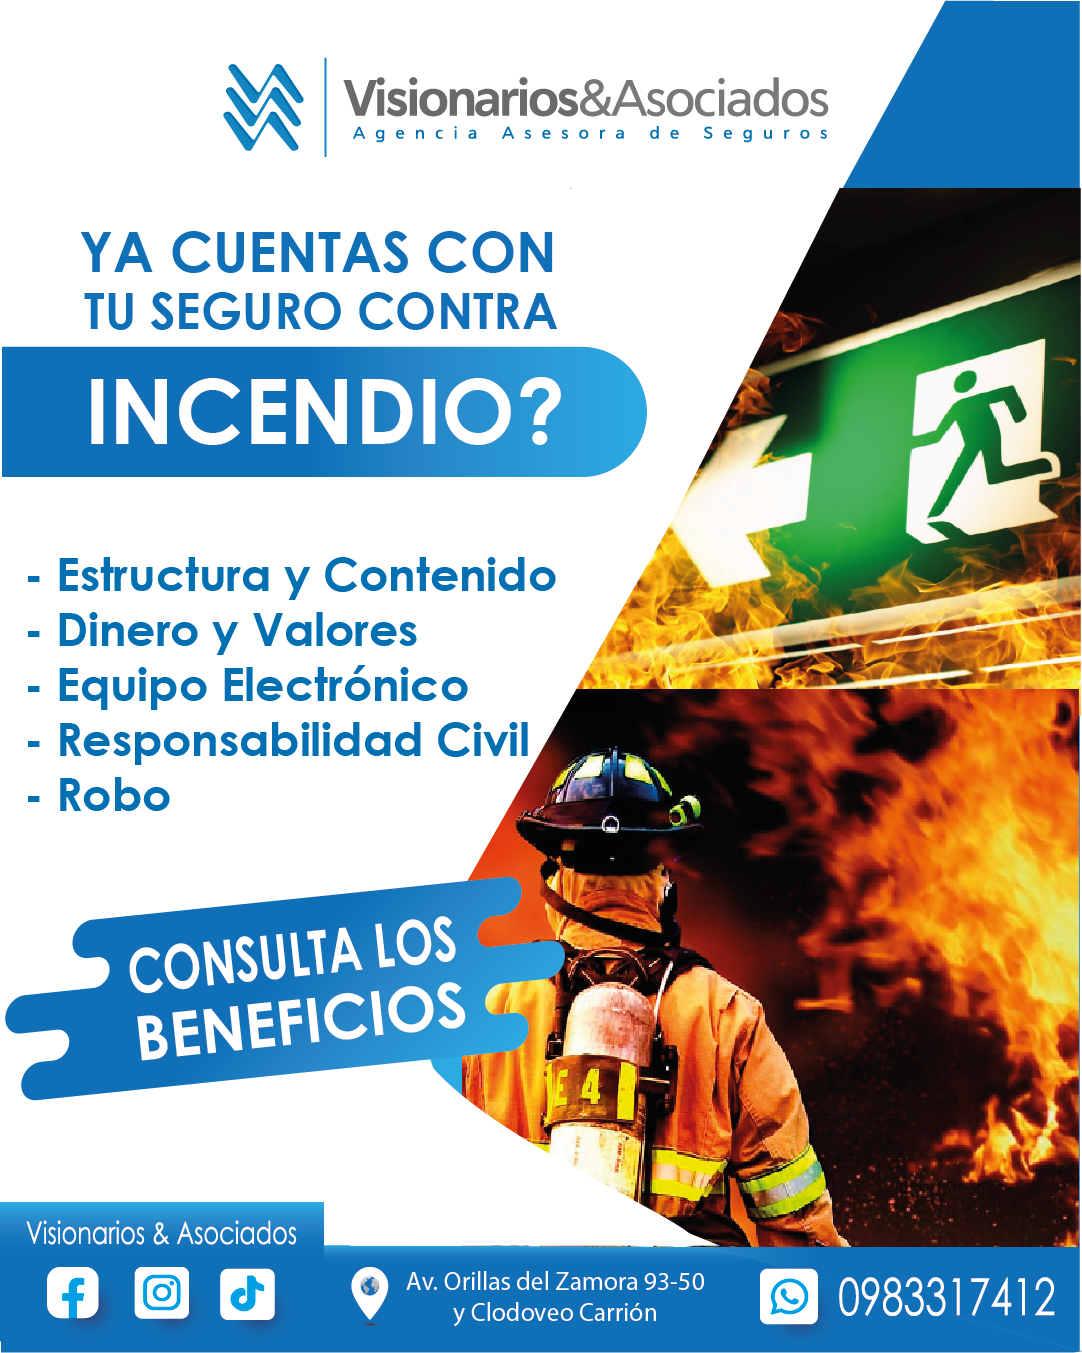 Visionarios&Asociados
Agencia Asesora de Seguros
YA CUENTAS CON
TU SEGURO CONTRA
INCENDIO?
- Estructura y Contenido
- Dinero y Valores
- Equipo Electrónico
- Responsabilidad Civil
- Robo
CONSULTA LOS
BENEFICIOS
E 4
Visionarios & Asociados
Av. Orillas del Zamora 93-50
y Clodoveo Carrión
0983317412